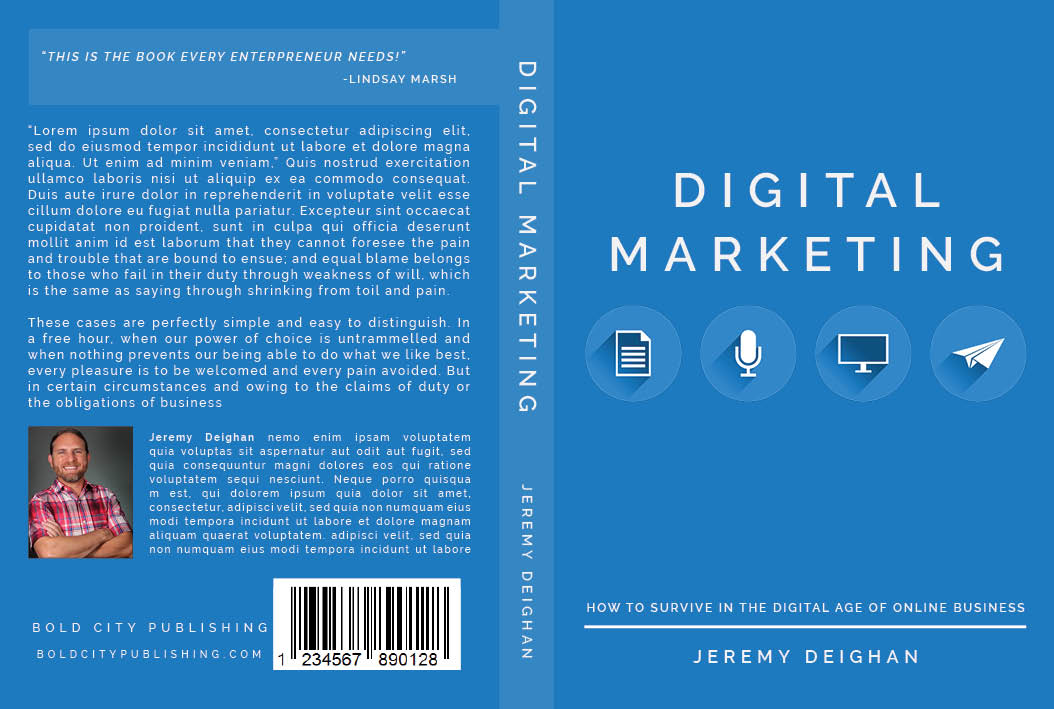 “THIS IS THE BOOK EVERY ENTERPRENEUR NEEDS!”
-LINDSAY MARSH
“Lorem ipsum dolor sit amet, consectetur adipiscing elit,
sed do eiusmod tempor incididunt ut labore et dolore magna
aliqua. Ut enim ad minim veniam,” Quis nostrud exercitation
ullamco laboris nisi ut aliquip ex ea commodo consequat.
Duis aute irure dolor in reprehenderit in voluptate velit esse
cillum dolore eu fugiat nulla pariatur. Excepteur sint occaecat
cupidatat non proident, sunt in culpa qui officia deserunt
mollit anim id est laborum that they cannot foresee the pain
and trouble that are bound to ensue; and equal blame belongs
to those who fail in their duty through weakness of will, which
is the same as saying through shrinking from toil and pain.
These cases are perfectly simple and easy to distinguish. In
a free hour, when our power of choice is untrammelled and
when nothing prevents our being able to do what we like best,
every pleasure is to be welcomed and every pain avoided. But
in certain circumstances and owing to the claims of duty or
the obligations of business
Jeremy Deighan nemo enim ipsam voluptatem
quia voluptas sit aspernatur aut odit aut fugit, sed
quia consequuntur magni dolores eos qui ratione
voluptatem sequi nesciunt. Neque porro quisqua
m est, qui dolorem ipsum quia dolor sit amet,
consectetur, adipisci velit, sed quia non numquam eius
modi tempora incidunt ut labore et dolore magnam
aliquam quaerat voluptatem. adipisci velit, sed quia
non numquam eius modi tempora incidunt ut labore
BOLD CITY PUBLISHING
BOLDCITYPUBLISHING.COM
1 234567 890128
DIGITAL MARKETING
JEREMY DEIGHAN
DIGITAL
MARKETING
HOW TO SURVIVE IN THE DIGITAL AGE OF ONLINE BUSINESS
JEREMY DEIGHAN